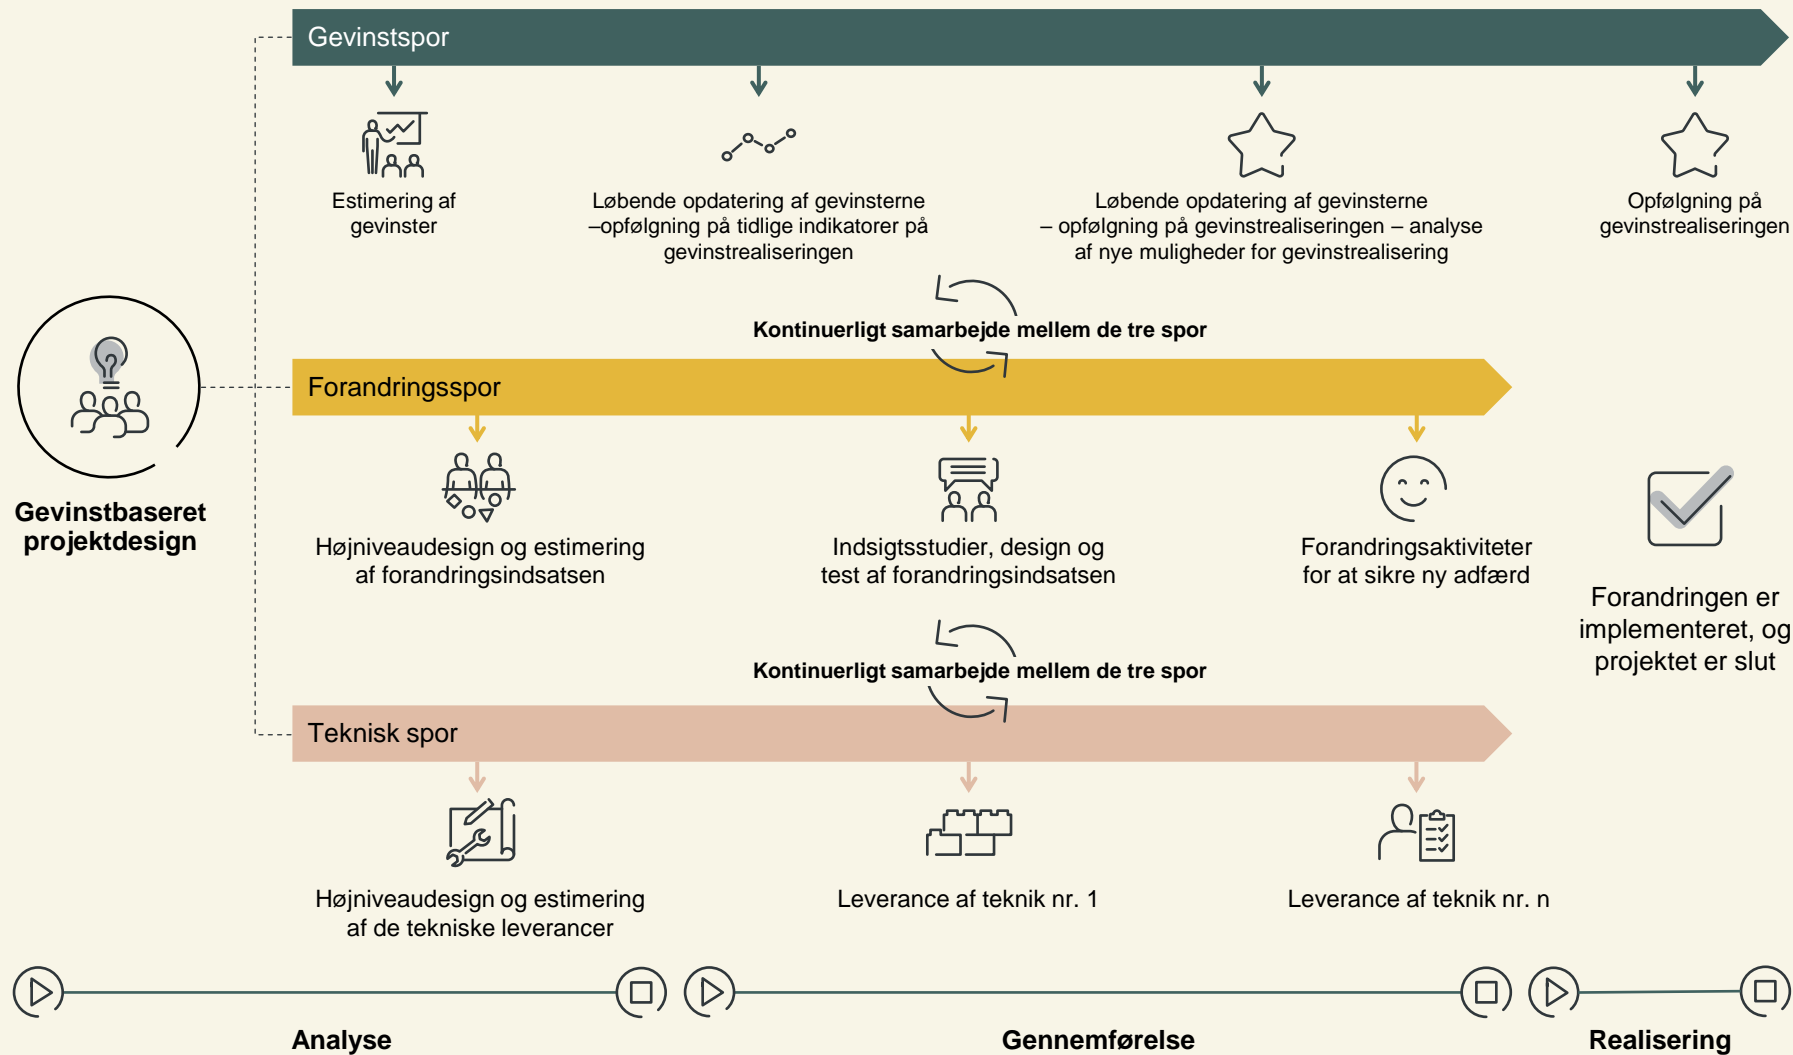 Gevinstspor
Estimering af
gevinster
Løbende opdatering af gevinsterne
–opfølgning på tidlige indikatorer på
gevinstrealiseringen
Løbende opdatering af gevinsterne
– opfølgning på gevinstrealiseringen – analyse
af nye muligheder for gevinstrealisering
Opfølgning på
gevinstrealiseringen
Kontinuerligt samarbejde mellem de tre spor
Gevinstbaseret
projektdesign
Forandringsspor
Højniveaudesign og estimering
af forandringsindsatsen
Indsigtsstudier, design og
test af forandringsindsatsen
Forandringsaktiviteter
for at sikre ny adfærd
Forandringen er
implementeret, og
projektet er slut
Kontinuerligt samarbejde mellem de tre spor
Teknisk spor
Højniveaudesign og estimering
af de tekniske leverancer
Leverance af teknik nr. 1
Leverance af teknik nr. n
Analyse
Gennemførelse
Realisering